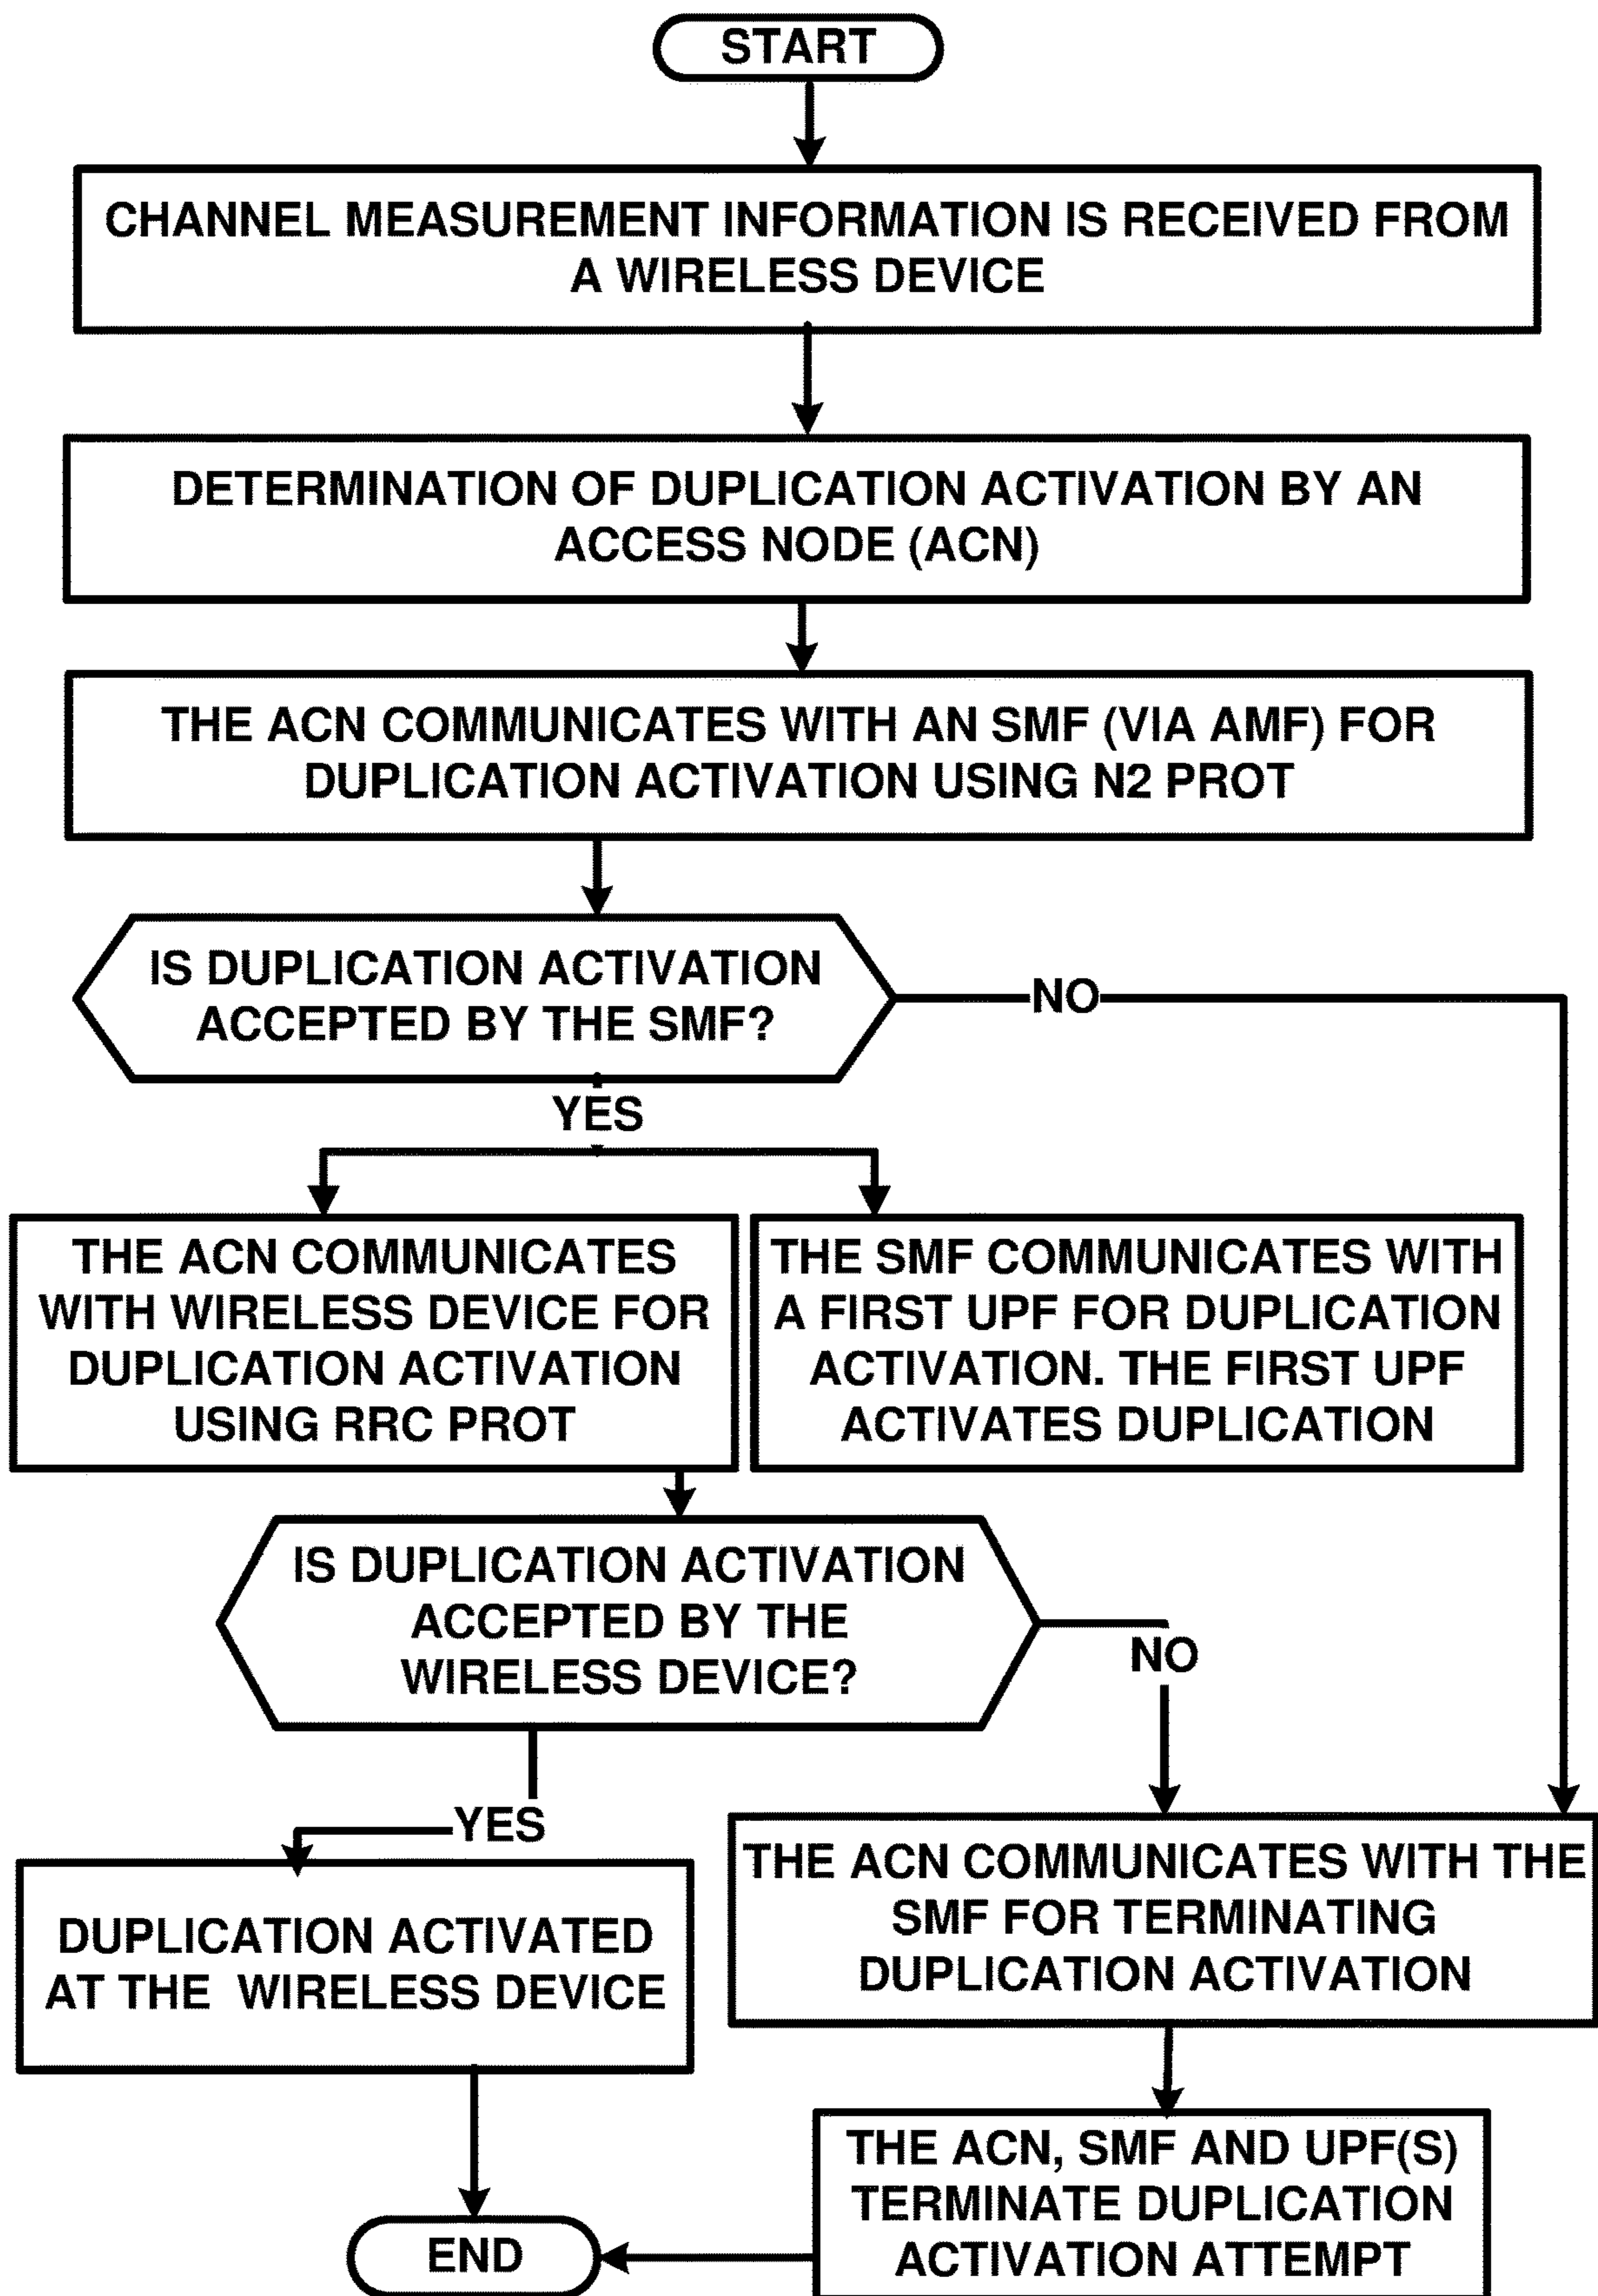 START
CHANNEL MEASUREMENT INFORMATION IS RECEIVED FROM
A WIRELESS DEVICE
DETERMINATION OF DUPLICATION ACTIVATION BY AN
ACCESS NODE (ACN)
THE ACN COMMUNICATES WITH AN SMF (VIA AMF) FOR
DUPLICATION ACTIVATION USING N2 PROT
IS DUPLICATION ACTIVATION
ACCEPTED BY THE SMF?
NO
YES
THE ACN COMMUNICATES
WITH WIRELESS DEVICE FOR
DUPLICATION ACTIVATION
USING RRC PROT
THE SMF COMMUNICATES WITH
A FIRST UPF FOR DUPLICATION
ACTIVATION. THE FIRST UPF
ACTIVATES DUPLICATION
IS DUPLICATION ACTIVATION
ACCEPTED BY THE
WIRELESS DEVICE?
NO
YES
DUPLICATION ACTIVATED
AT THE  WIRELESS DEVICE
THE ACN COMMUNICATES WITH THE
SMF FOR TERMINATING
DUPLICATION ACTIVATION
THE ACN, SMF AND UPF(S)
TERMINATE DUPLICATION
ACTIVATION ATTEMPT
END